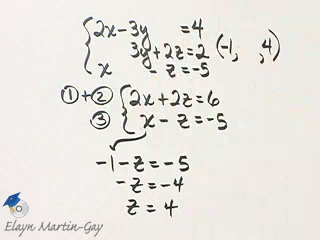 2x-3y =4
3y+2z=2 (-1, ,4)
x -z=-5
①+② 2x+2z=6
③ x-z=-5
-1-z=-5
-z=-4
z=4
Elayn Martin-Gay